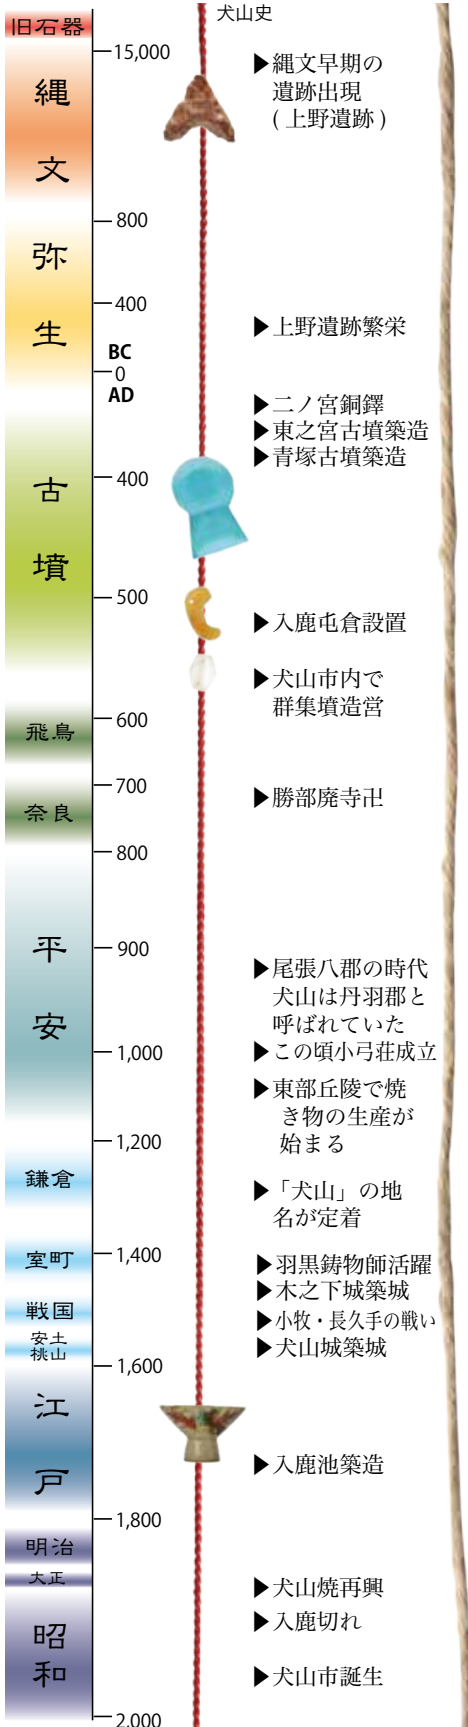 犬山史
旧石器
15,000
縄
文
▶縄文早期の
遺跡出現
(上野遺跡)
800
弥
生
400
▶上野遺跡繁栄
BC
0
AD
▶二ノ宮銅鐸
▶東之宮古墳築造
▶青塚古墳築造
400
古
墳
500
▶入鹿屯倉設置
▶犬山市内で
群集墳造営
600
飛鳥
700
▶勝部廃寺卍
奈良
800
平
安
900
▶尾張八郡の時代
犬山は丹羽郡と
呼ばれていた
▶この頃小弓荘成立
1,000
▶東部丘陵で焼
き物の生産が
始まる
1,200
鎌倉
▶「犬山」の地
名が定着
1,400
室町
▶羽黒鋳物師活躍
▶木之下城築城
戦国
▶小牧・長久手の戦い
安土
桃山
▶犬山城築城
1,600
江
戸
▶入鹿池築造
1,800
明治
大正
▶犬山焼再興
▶入鹿切れ
昭
和
▶犬山市誕生
2,000